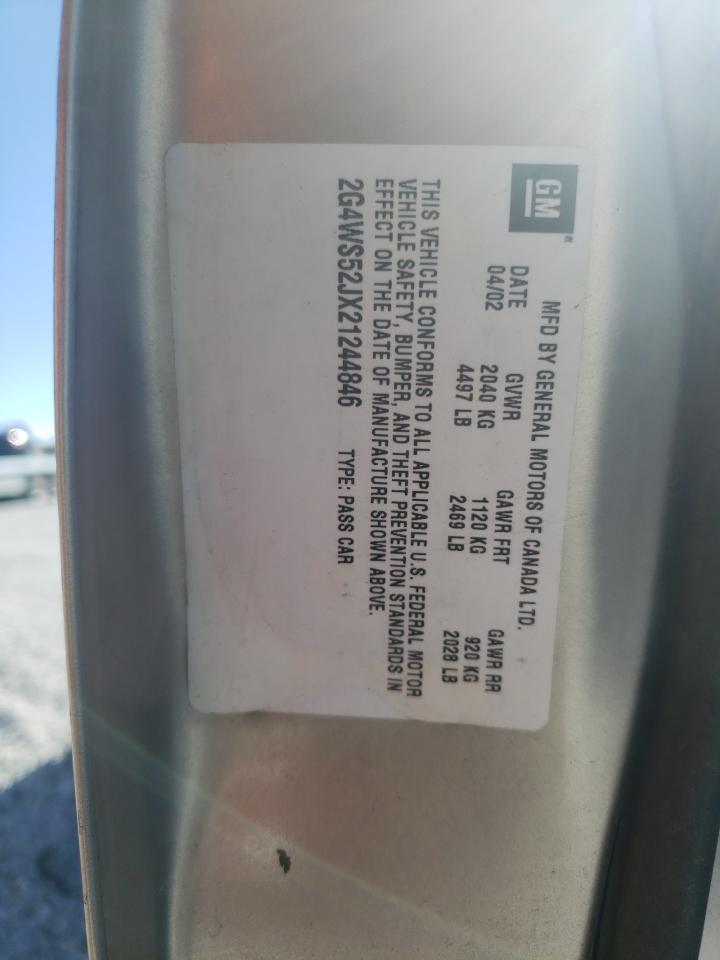 GM
MFD BY GENERAL MOTORS OF CANADA LTD.
DATE GVWR GAWR FRT GAWR RR
04/02 2040 KG 1120 KG 920 KG
4497 LB 2469 LB 2028 LB
THIS VEHICLE CONFORMS TO ALL APPLICABLE U.S. FEDERAL MOTOR
VEHICLE SAFETY, BUMPER, AND THEFT PREVENTION STANDARDS IN
EFFECT ON THE DATE OF MANUFACTURE SHOWN ABOVE.
2G4WS52JX21244846 TYPE: PASS CAR